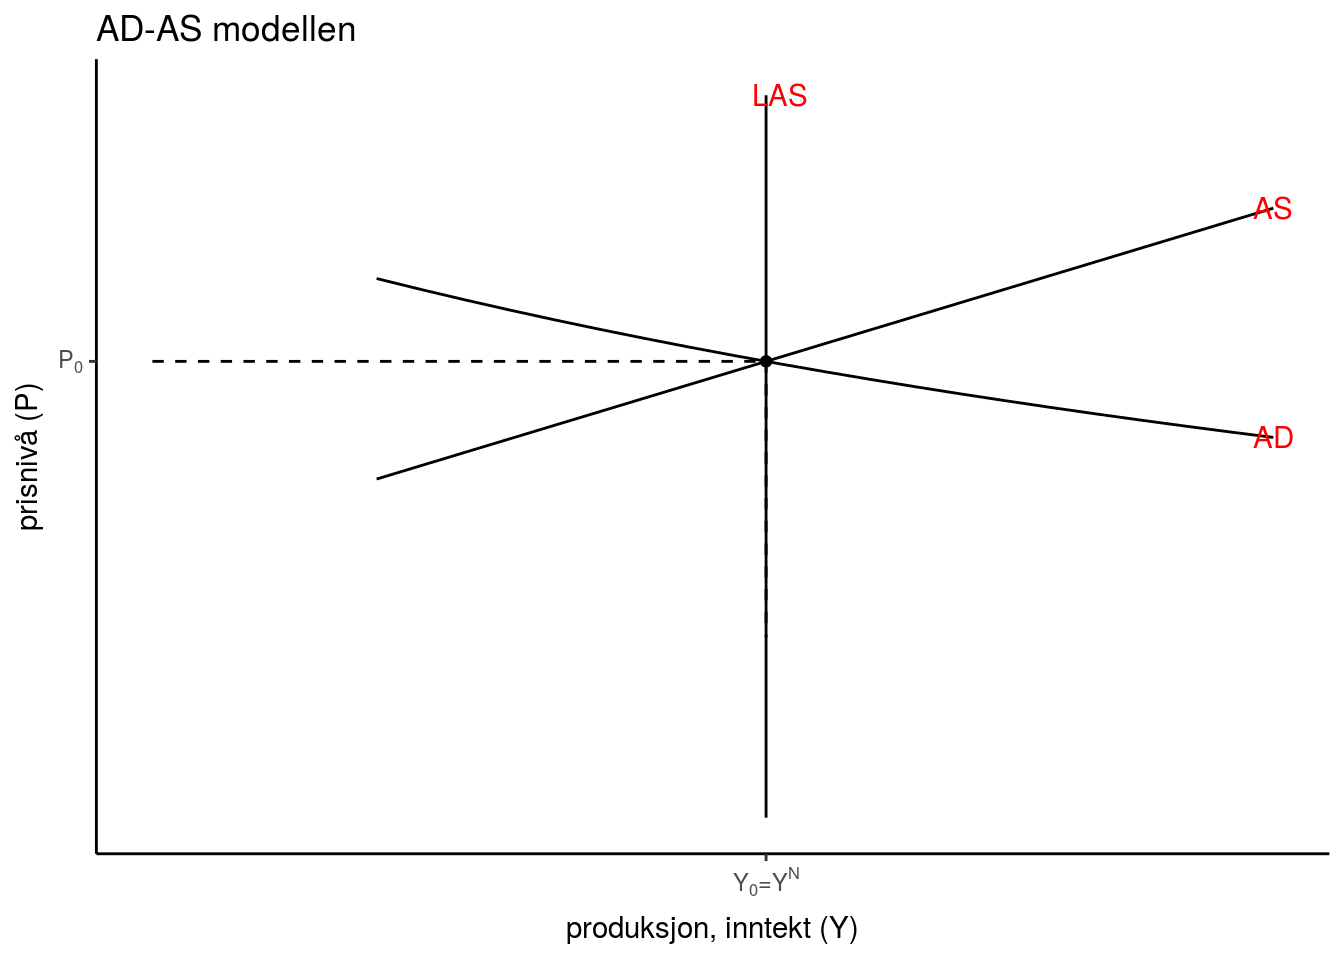 AD-AS modellen
LAS
AS
P₀
AD
prisnivå (P)
Y₀=Yᴺ
produksjon, inntekt (Y)